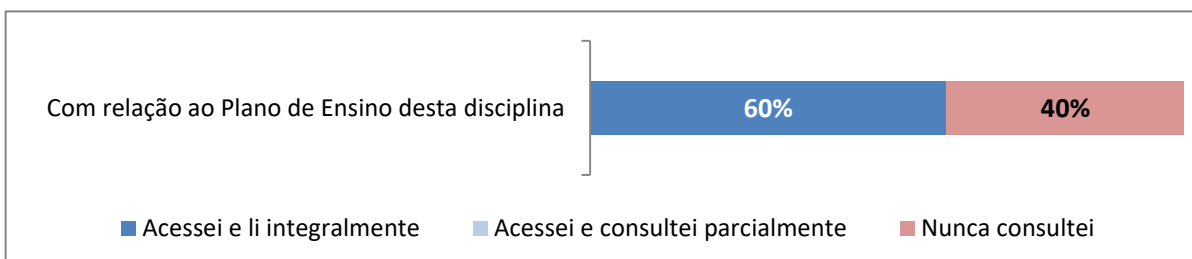 Com relação ao Plano de Ensino desta disciplina 60% 40%
Acessei e li integralmente Acessei e consultei parcialmente Nunca consultei